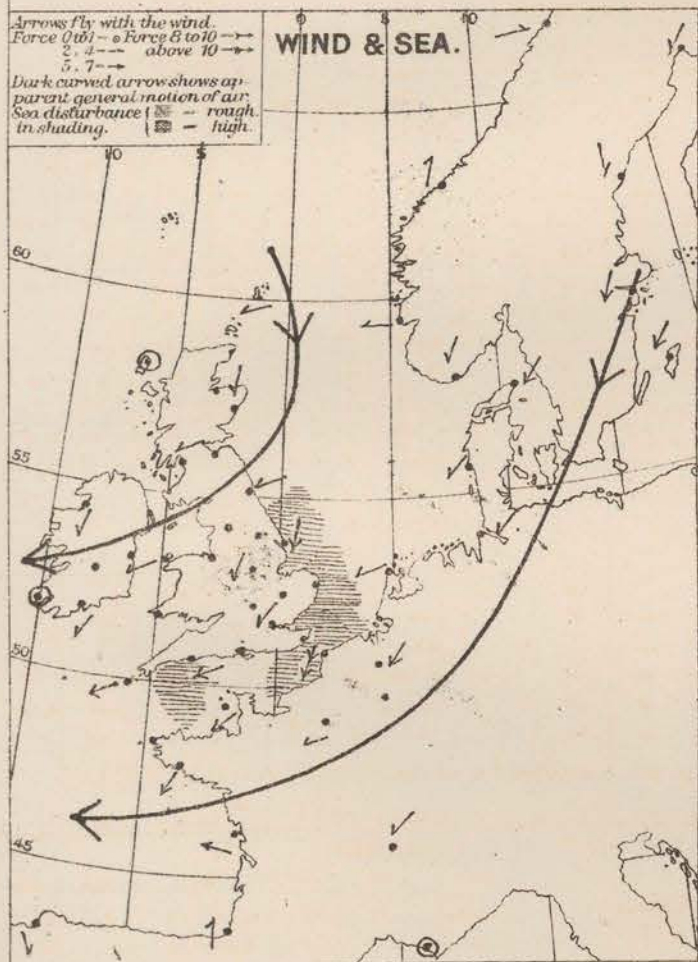 Arrows fly with the wind.
Force 0 to 1 – Force 8 to 10 –
2, 4 – above 10 –
5, 7 –
Dark curved arrow shows ap-
parent general motion of air.
Sea disturbance – rough.
in shading. – high.
WIND & SEA.
10 5 0 5
60
55
50
45